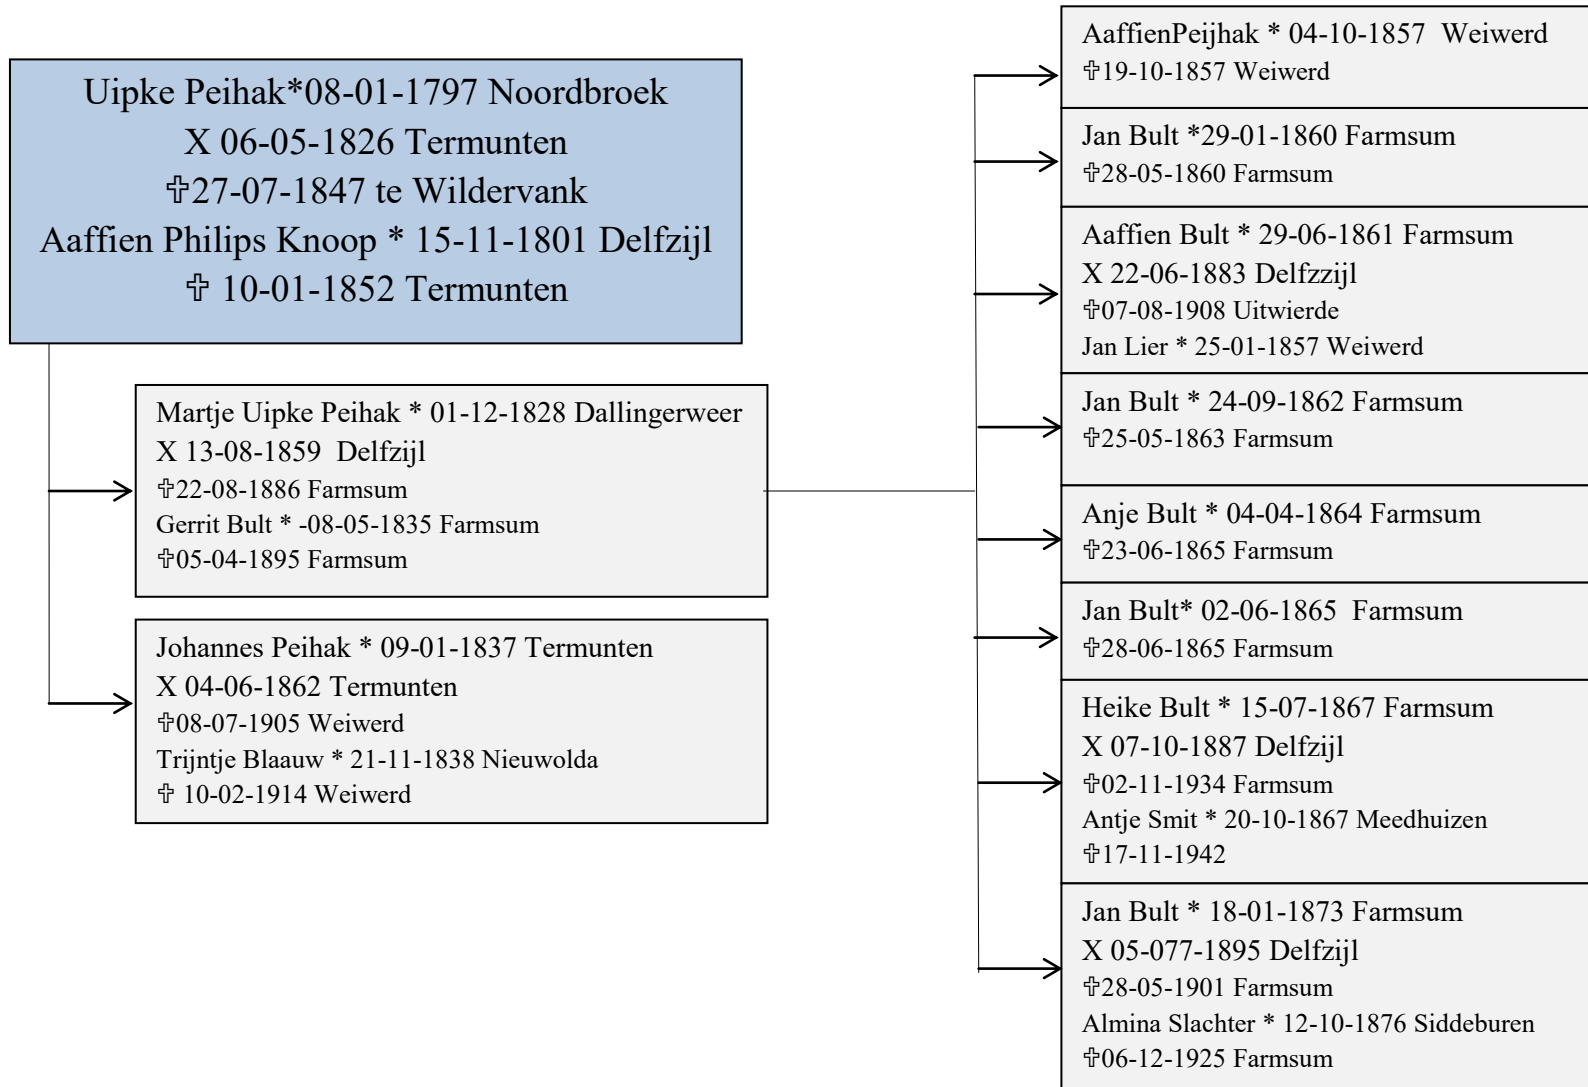 Uipke Peihak*08-01-1797 Noordbroek
X 06-05-1826 Termunten
✞27-07-1847 te Wildervank
Aaffien Philips Knoop * 15-11-1801 Delfzijl
✞ 10-01-1852 Termunten
Martje Uipke Peihak * 01-12-1828 Dallingerweer
X 13-08-1859  Delfzijl
✞22-08-1886 Farmsum
Gerrit Bult * -08-05-1835 Farmsum
✞05-04-1895 Farmsum
Johannes Peihak * 09-01-1837 Termunten
X 04-06-1862 Termunten
✞08-07-1905 Weiwerd
Trijntje Blaauw * 21-11-1838 Nieuwolda
✞ 10-02-1914 Weiwerd
AaffienPeijhak * 04-10-1857  Weiwerd
✞19-10-1857 Weiwerd
Jan Bult *29-01-1860 Farmsum
✞28-05-1860 Farmsum
Aaffien Bult * 29-06-1861 Farmsum
X 22-06-1883 Delfzzijl
✞07-08-1908 Uitwierde
Jan Lier * 25-01-1857 Weiwerd
Jan Bult * 24-09-1862 Farmsum
✞25-05-1863 Farmsum
Anje Bult * 04-04-1864 Farmsum
✞23-06-1865 Farmsum
Jan Bult* 02-06-1865  Farmsum
✞28-06-1865 Farmsum
Heike Bult * 15-07-1867 Farmsum
X 07-10-1887 Delfzijl
✞02-11-1934 Farmsum
Antje Smit * 20-10-1867 Meedhuizen
✞17-11-1942
Jan Bult * 18-01-1873 Farmsum
X 05-077-1895 Delfzijl
✞28-05-1901 Farmsum
Almina Slachter * 12-10-1876 Siddeburen
✞06-12-1925 Farmsum